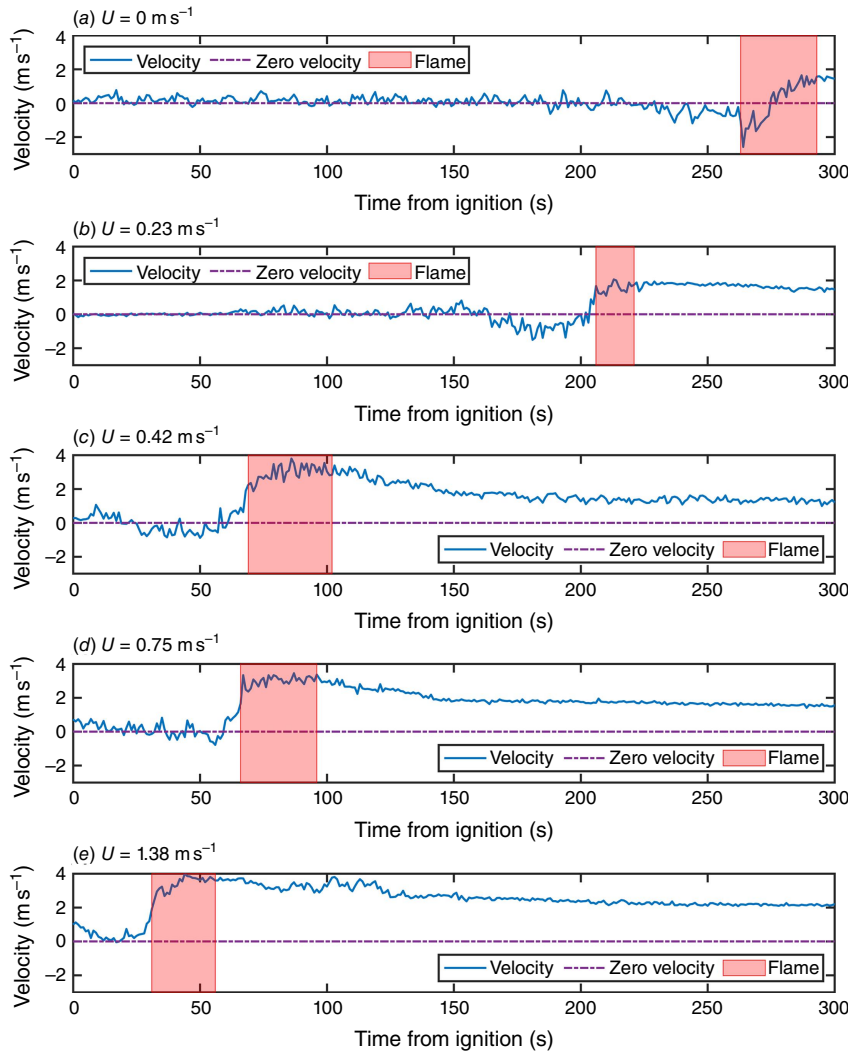 (a) U = 0 m s⁻¹
Velocity (m s⁻¹)
4
2
0
−2
Velocity Zero velocity Flame
0 50 100 150 200 250 300
Time from ignition (s)
(b) U = 0.23 m s⁻¹
Velocity (m s⁻¹)
4
2
0
−2
Velocity Zero velocity Flame
0 50 100 150 200 250 300
Time from ignition (s)
(c) U = 0.42 m s⁻¹
Velocity (m s⁻¹)
4
2
0
−2
Velocity Zero velocity Flame
0 50 100 150 200 250 300
Time from ignition (s)
(d) U = 0.75 m s⁻¹
Velocity (m s⁻¹)
4
2
0
−2
Velocity Zero velocity Flame
0 50 100 150 200 250 300
Time from ignition (s)
(e) U = 1.38 m s⁻¹
Velocity (m s⁻¹)
4
2
0
−2
Velocity Zero velocity Flame
0 50 100 150 200 250 300
Time from ignition (s)